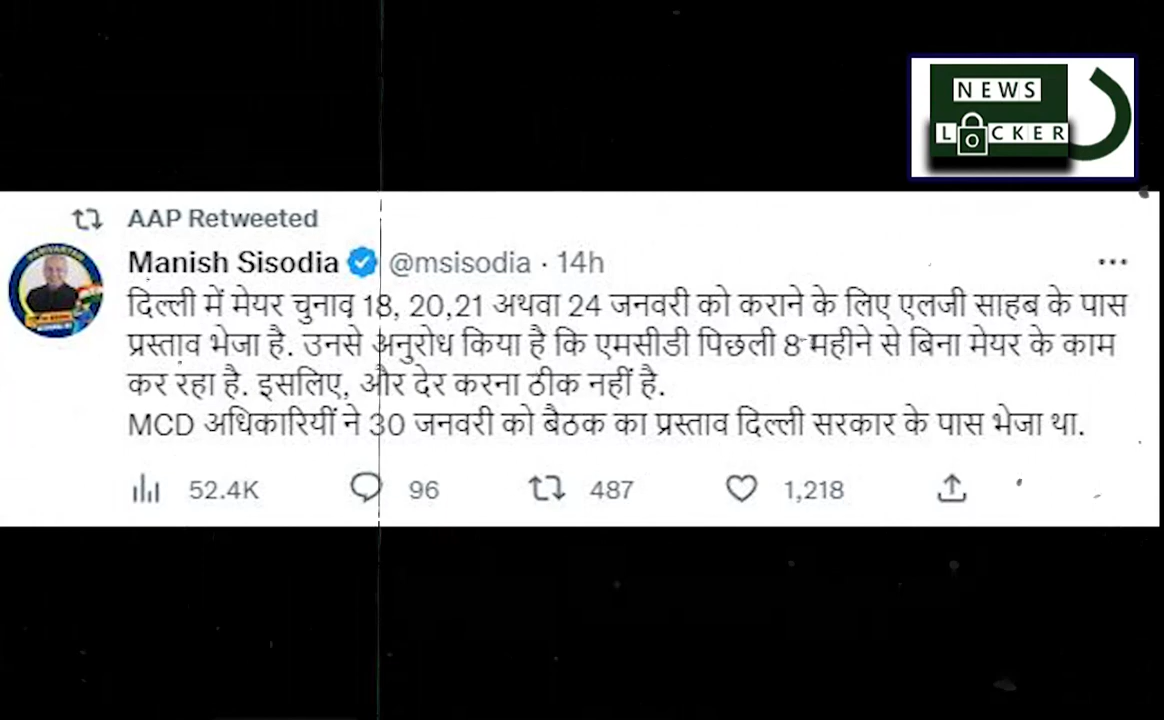 NEWS
LOCKER
AAP Retweeted
Manish Sisodia @msisodia · 14h
दिल्ली में मेयर चुनाव 18, 20,21 अथवा 24 जनवरी को कराने के लिए एलजी साहब के पास
प्रस्ताव भेजा है. उनसे अनुरोध किया है कि एमसीडी पिछली 8 महीने से बिना मेयर के काम
कर रहा है. इसलिए, और देर करना ठीक नहीं है.
MCD अधिकारियों ने 30 जनवरी को बैठक का प्रस्ताव दिल्ली सरकार के पास भेजा था.
52.4K 96 487 1,218